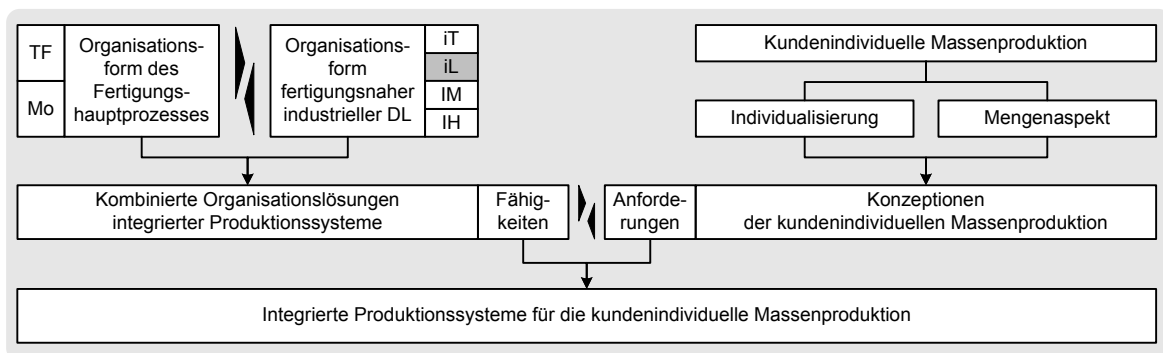 TF
Mo
Organisations-
form des
Fertigungs-
hauptprozesses
Organisations-
form
fertigungsnaher
industrieller DL
iT
iL
IM
IH
Kundenindividuelle Massenproduktion
Individualisierung
Mengenaspekt
Kombinierte Organisationslösungen
integrierter Produktionssysteme
Fähig-
keiten
Anforde-
rungen
Konzeptionen
der kundenindividuellen Massenproduktion
Integrierte Produktionssysteme für die kundenindividuelle Massenproduktion